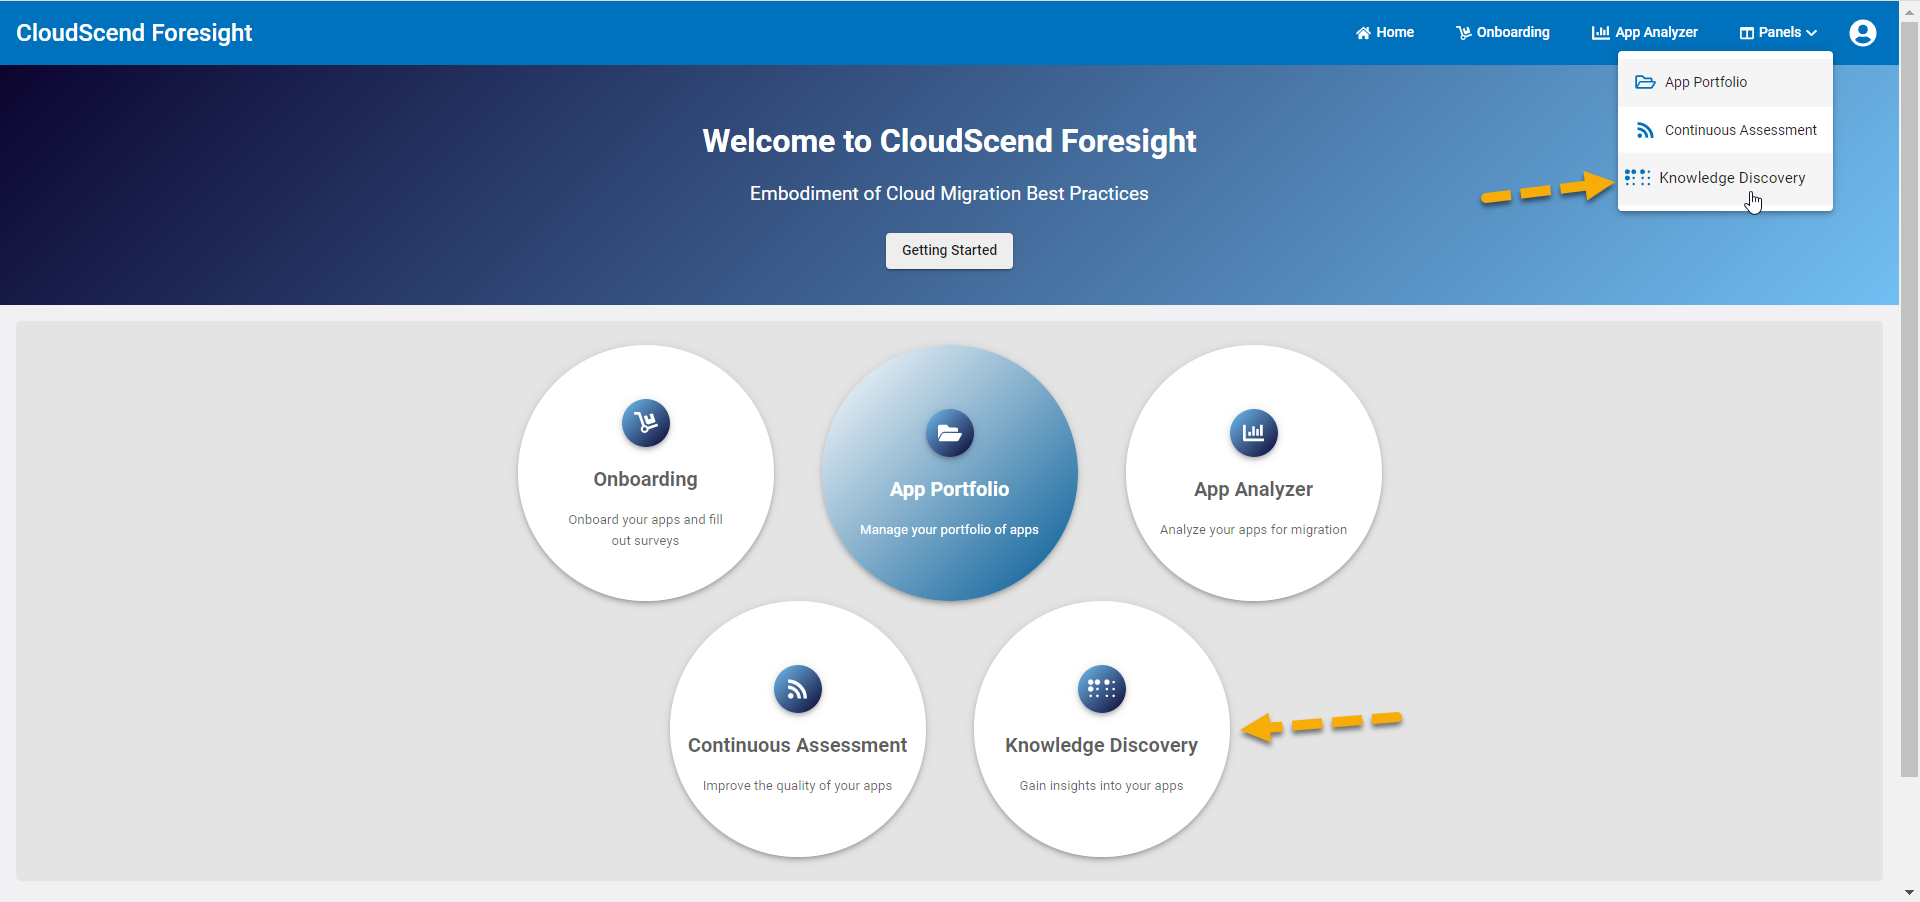 CloudScend Foresight
Home
Onboarding
App Analyzer
Panels
App Portfolio
Continuous Assessment
Knowledge Discovery
Welcome to CloudScend Foresight
Embodiment of Cloud Migration Best Practices
Getting Started
Onboarding
Onboard your apps and fill
out surveys
App Portfolio
Manage your portfolio of apps
App Analyzer
Analyze your apps for migration
Continuous Assessment
Improve the quality of your apps
Knowledge Discovery
Gain insights into your apps